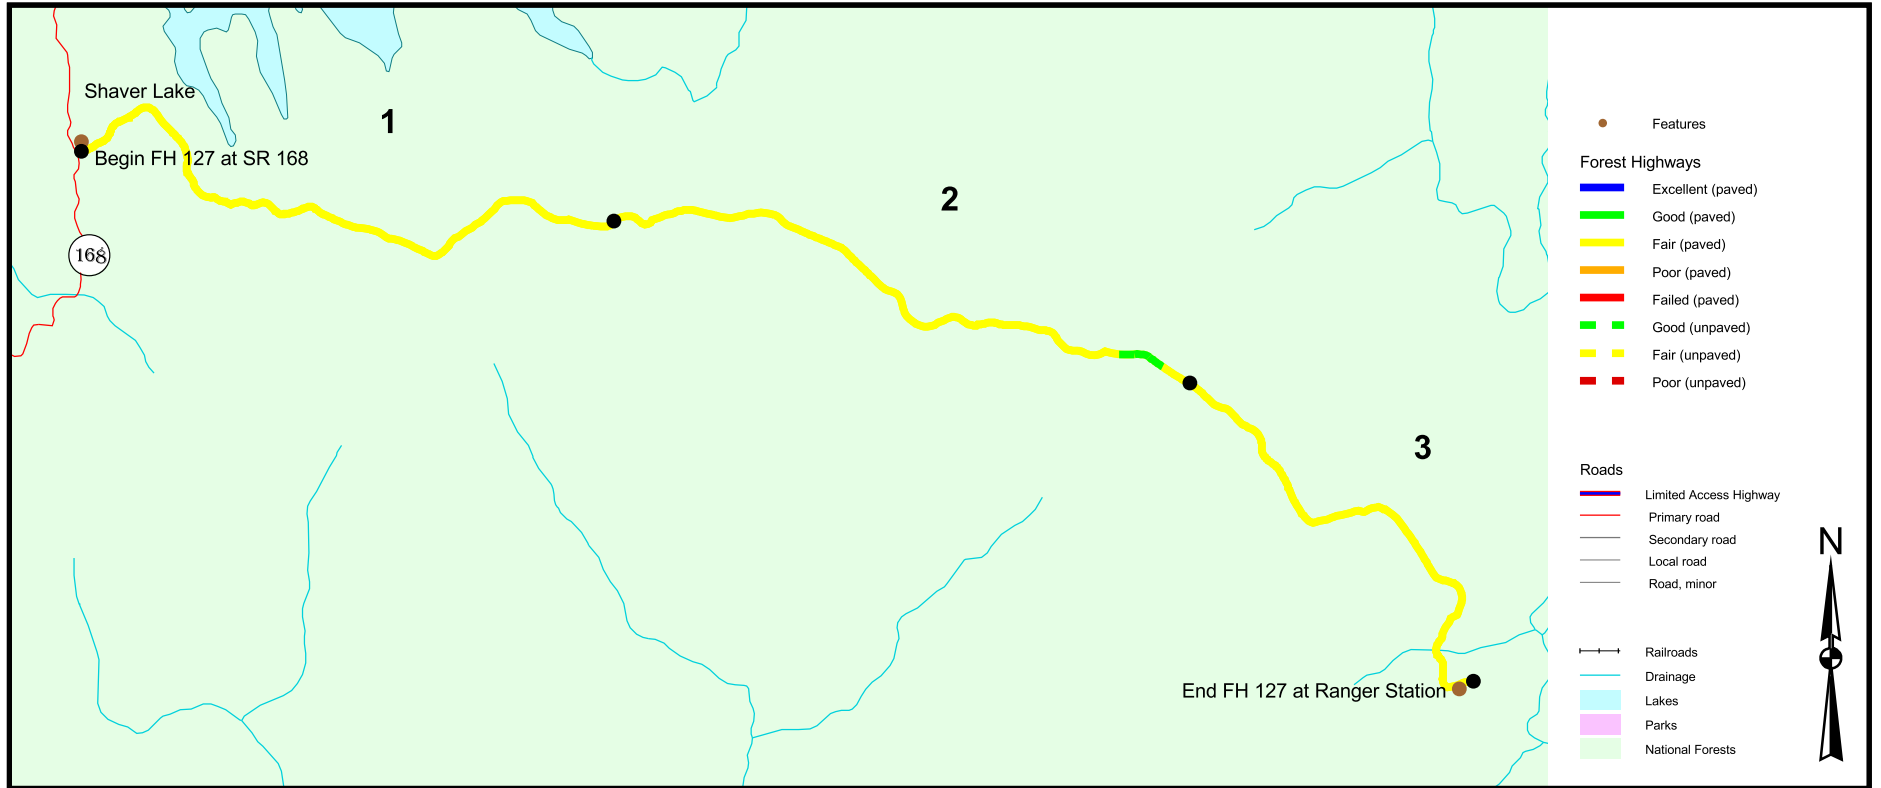 Shaver Lake
1
Begin FH 127 at SR 168
2
168
3
End FH 127 at Ranger Station
Features
Forest Highways
Excellent (paved)
Good (paved)
Fair (paved)
Poor (paved)
Failed (paved)
Good (unpaved)
Fair (unpaved)
Poor (unpaved)
Roads
Limited Access Highway
Primary road
Secondary road
Local road
Road, minor
N
Railroads
Drainage
Lakes
Parks
National Forests